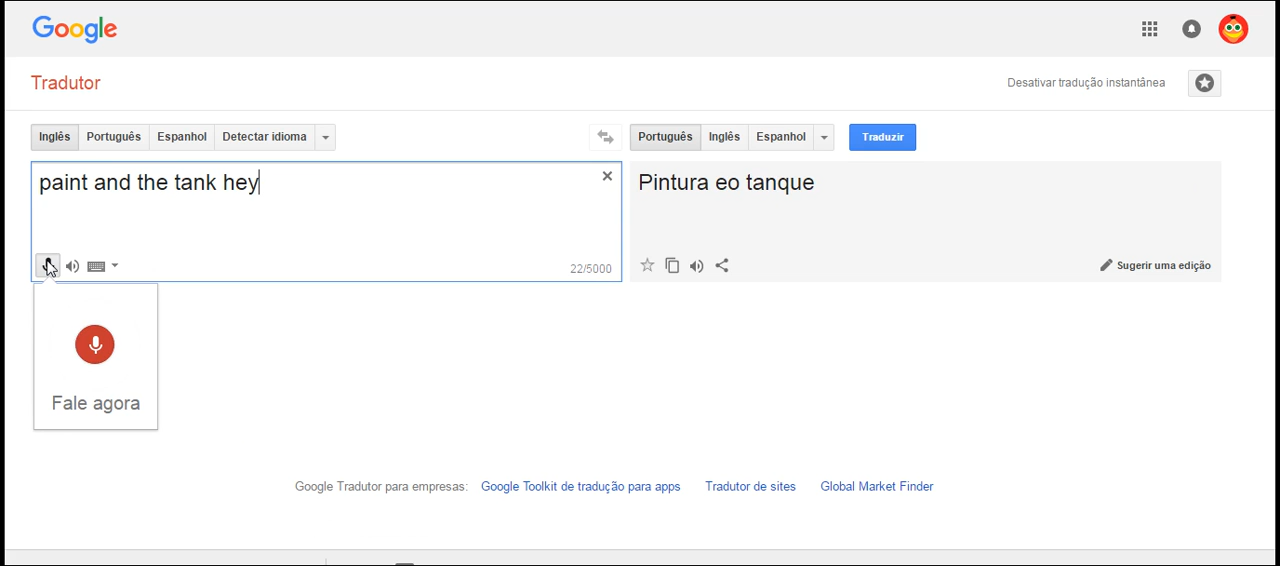 Google
Tradutor
Desativar tradução instantânea
Inglês Português Espanhol Detectar idioma
Português Inglês Espanhol
Traduzir
paint and the tank hey
Pintura eo tanque
22/5000
Sugerir uma edição
Fale agora
Google Tradutor para empresas: Google Toolkit de tradução para apps Tradutor de sites Global Market Finder